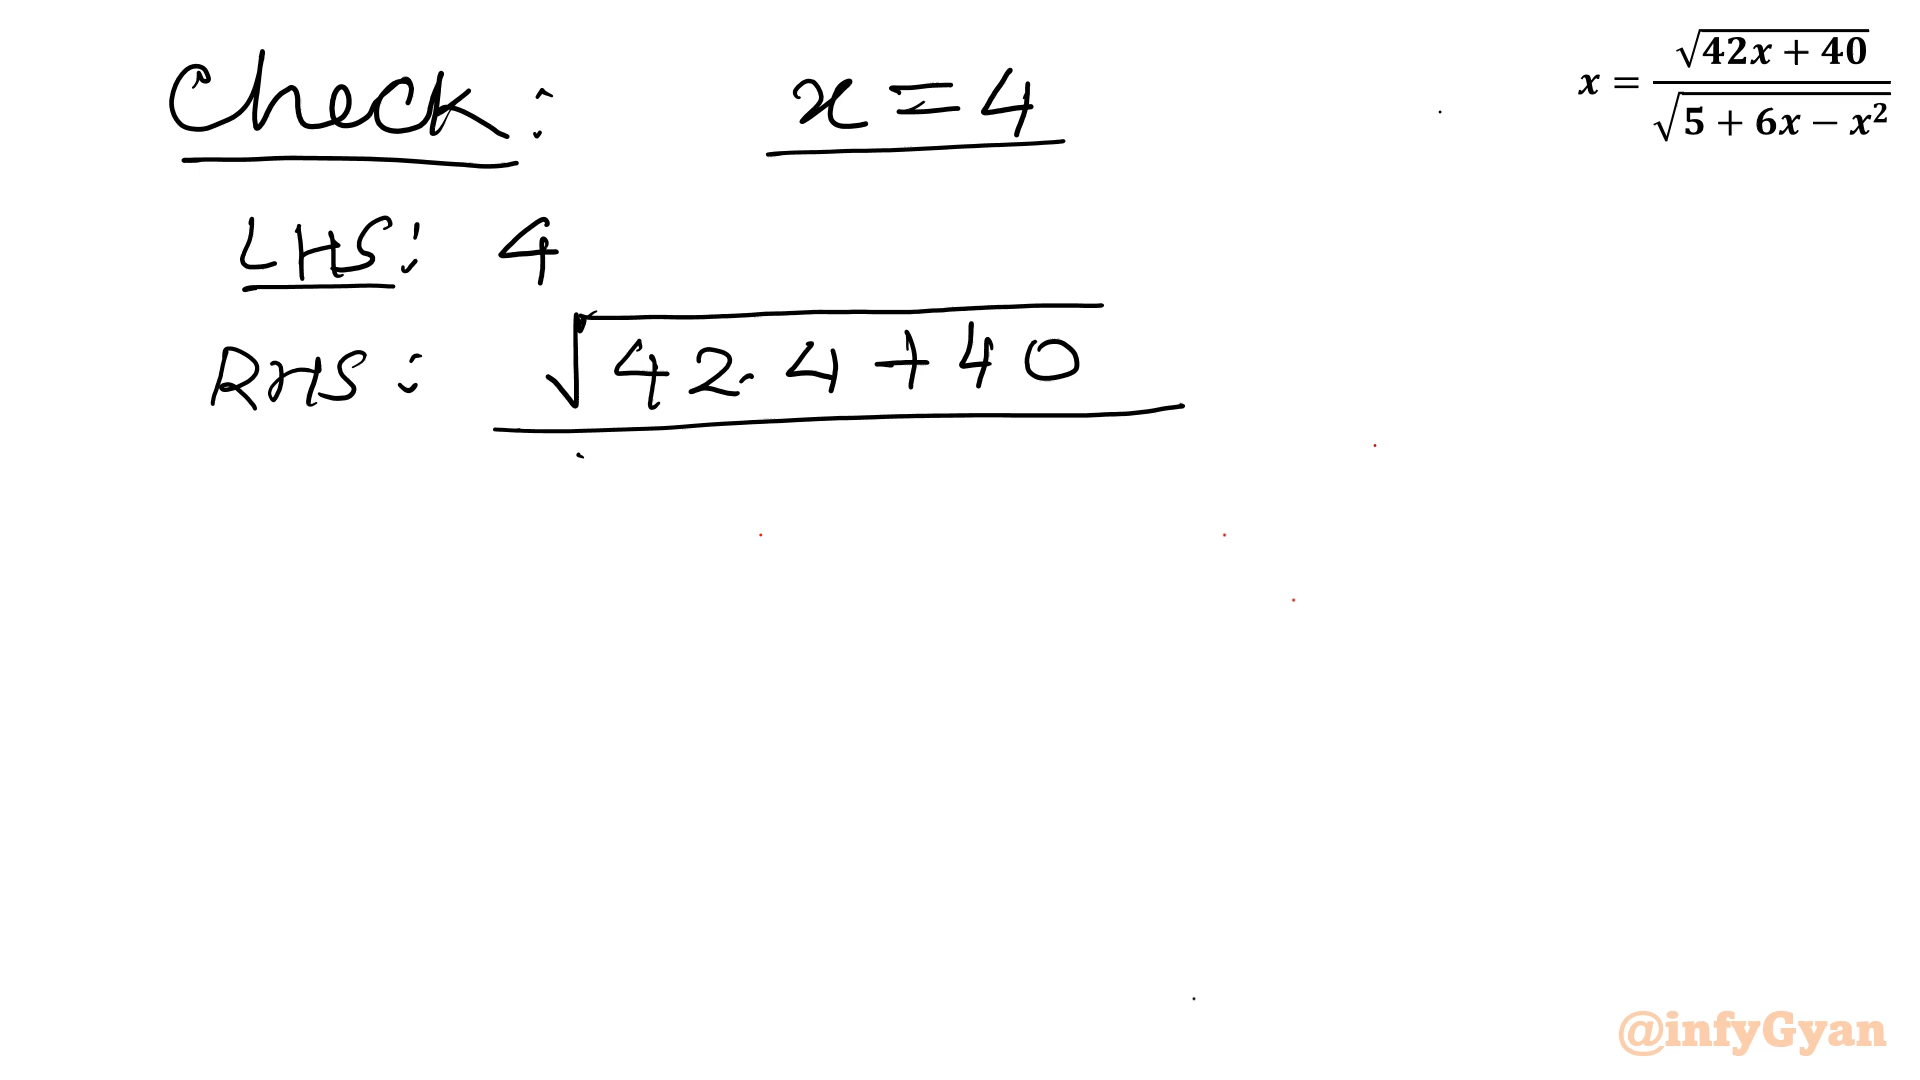 Check: x = 4
x = √(42x + 40) / √(5 + 6x − x²)
LHS: 4
RHS: √(42.4+40)
@infyGyan